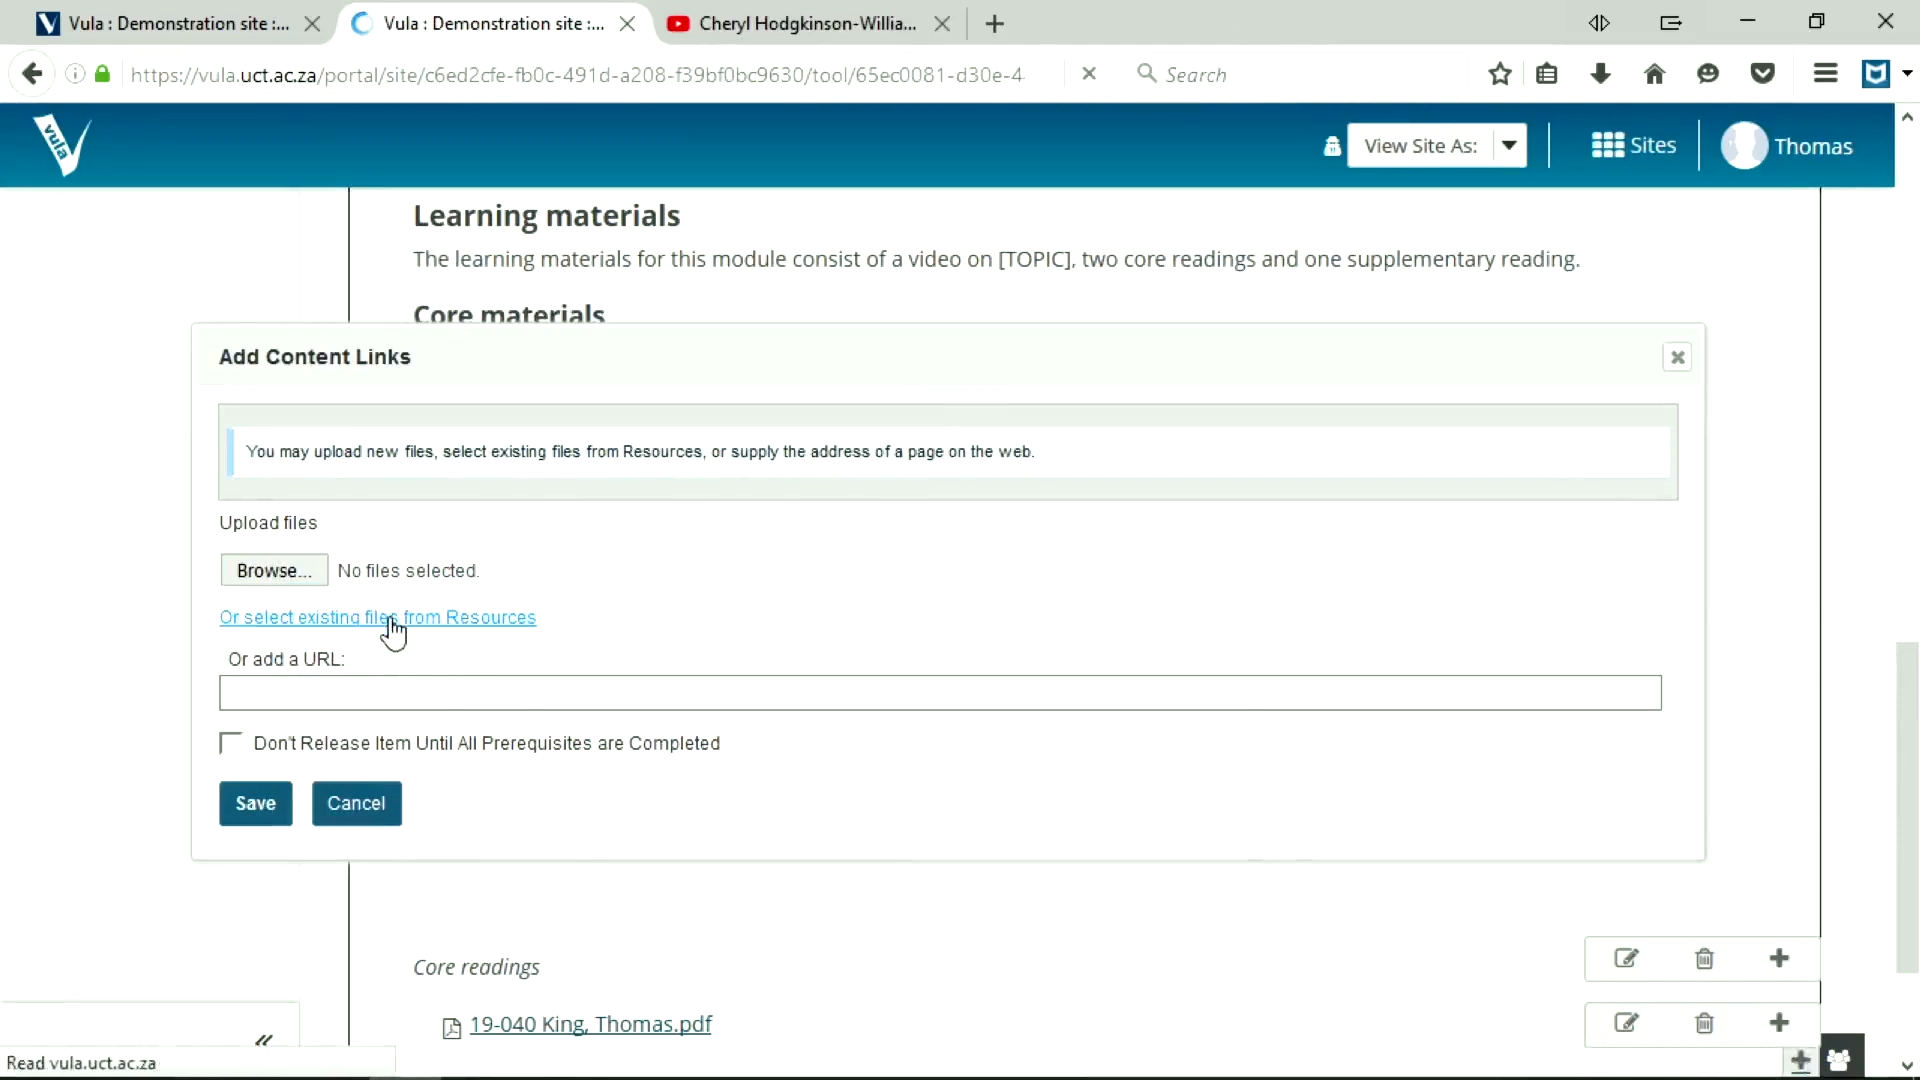 Vula : Demonstration site :...
Vula : Demonstration site :...
Cheryl Hodgkinson-Willia...
https://vula.uct.ac.za/portal/site/c6ed2cfe-fb0c-491d-a208-f39bf0bc9630/tool/65ec0081-d30e-4
Search
vula
View Site As:
Sites
Thomas
Learning materials
The learning materials for this module consist of a video on [TOPIC], two core readings and one supplementary reading.
Core materials
Add Content Links
You may upload new files, select existing files from Resources, or supply the address of a page on the web.
Upload files
Browse... No files selected.
Or select existing files from Resources
Or add a URL:
Don't Release Item Until All Prerequisites are Completed
Save
Cancel
Core readings
19-040 King, Thomas.pdf
Read vula.uct.ac.za